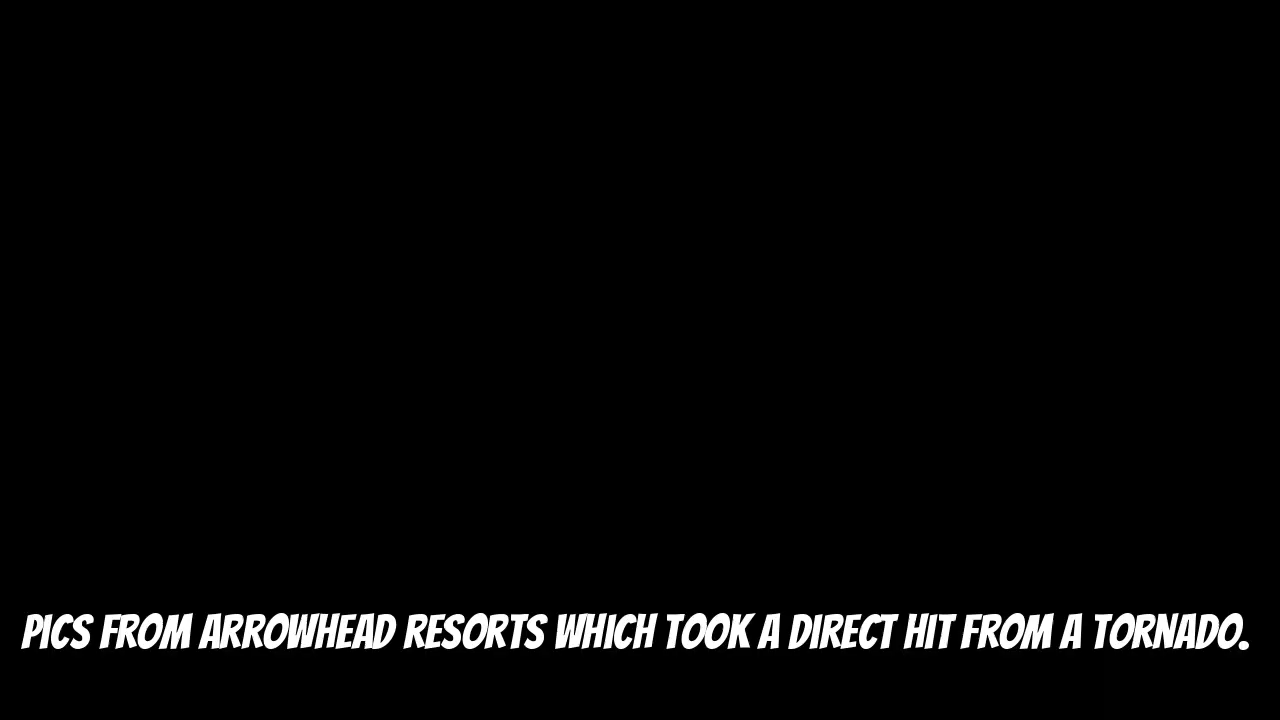 PICS FROM ARROWHEAD RESORTS WHICH TOOK A DIRECT HIT FROM A TORNADO.